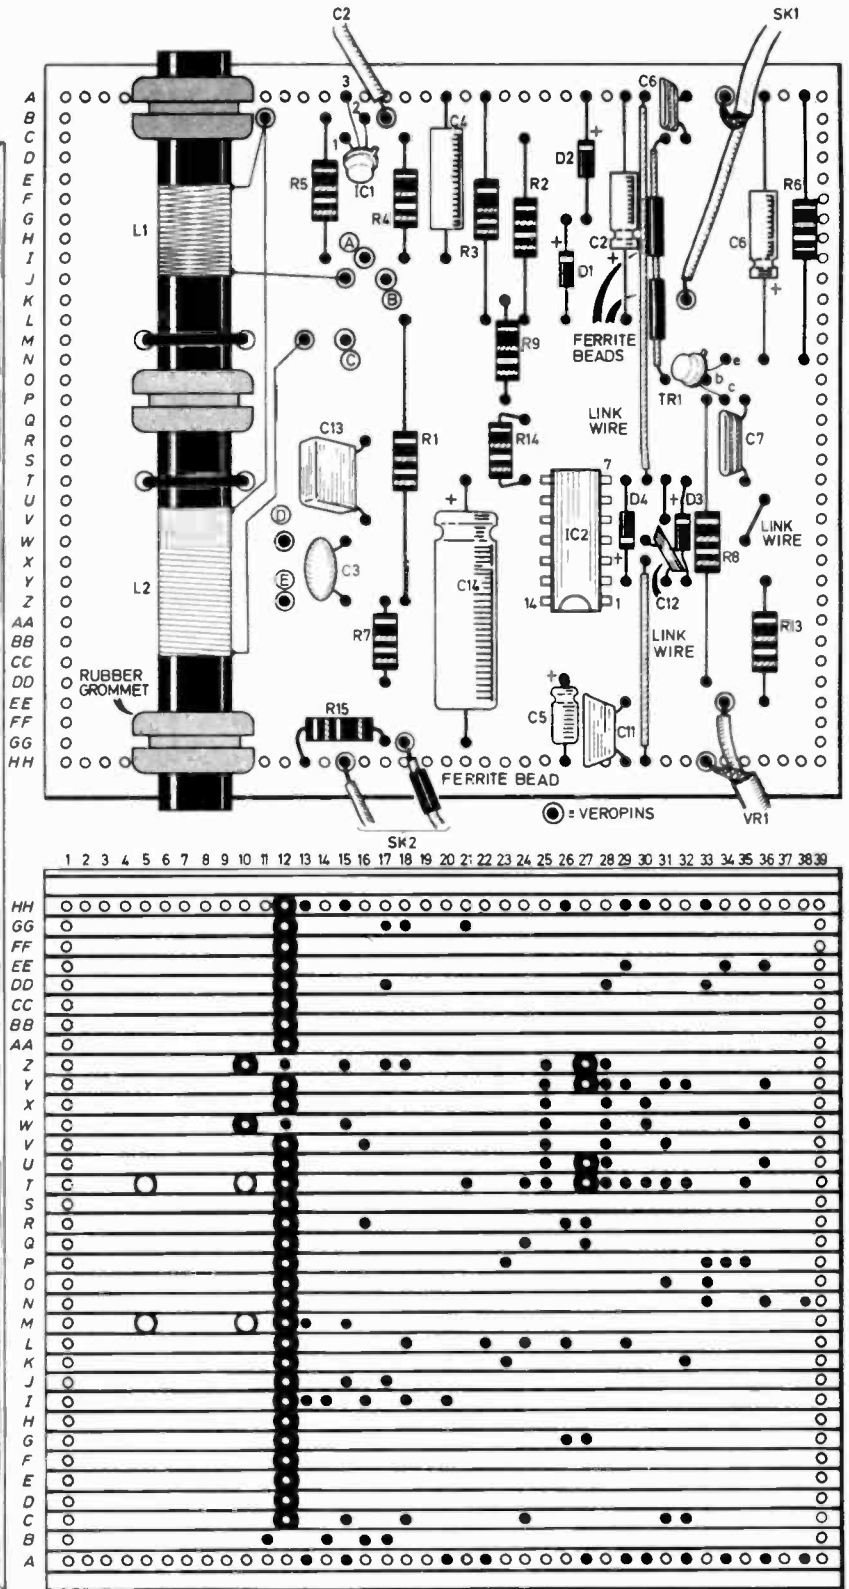 C2
SK1
A
B
C
D
E
F
G
H
I
J
K
L
M
N
O
P
Q
R
S
T
U
V
W
X
Y
Z
AA
BB
CC
DD
EE
FF
GG
HH
3
2
1
IC1
C4
C6
D2
+
R5
R4
R3
R2
C2
+
C6
+
R6
L1
A
B
C
D1
+
R9
FERRITE
BEADS
e
b
c
TR1
LINK
WIRE
C13
R1
R14
C7
7
D4
+
+
D3
D
E
C3
+
C14
IC2
14
1
C12
R8
LINK
WIRE
L2
R7
LINK
WIRE
R13
RUBBER
GROMMET
R15
+
C5
C11
FERRITE BEAD
SK2
= VEROPINS
VR1
1 2 3 4 5 6 7 8 9 10 11 12 13 14 15 16 17 18 19 20 21 22 23 24 25 26 27 28 29 30 31 32 33 34 35 36 37 38 39
HH
GG
FF
EE
DD
CC
BB
AA
Z
Y
X
W
V
U
T
S
R
Q
P
O
N
M
L
K
J
I
H
G
F
E
D
C
B
A